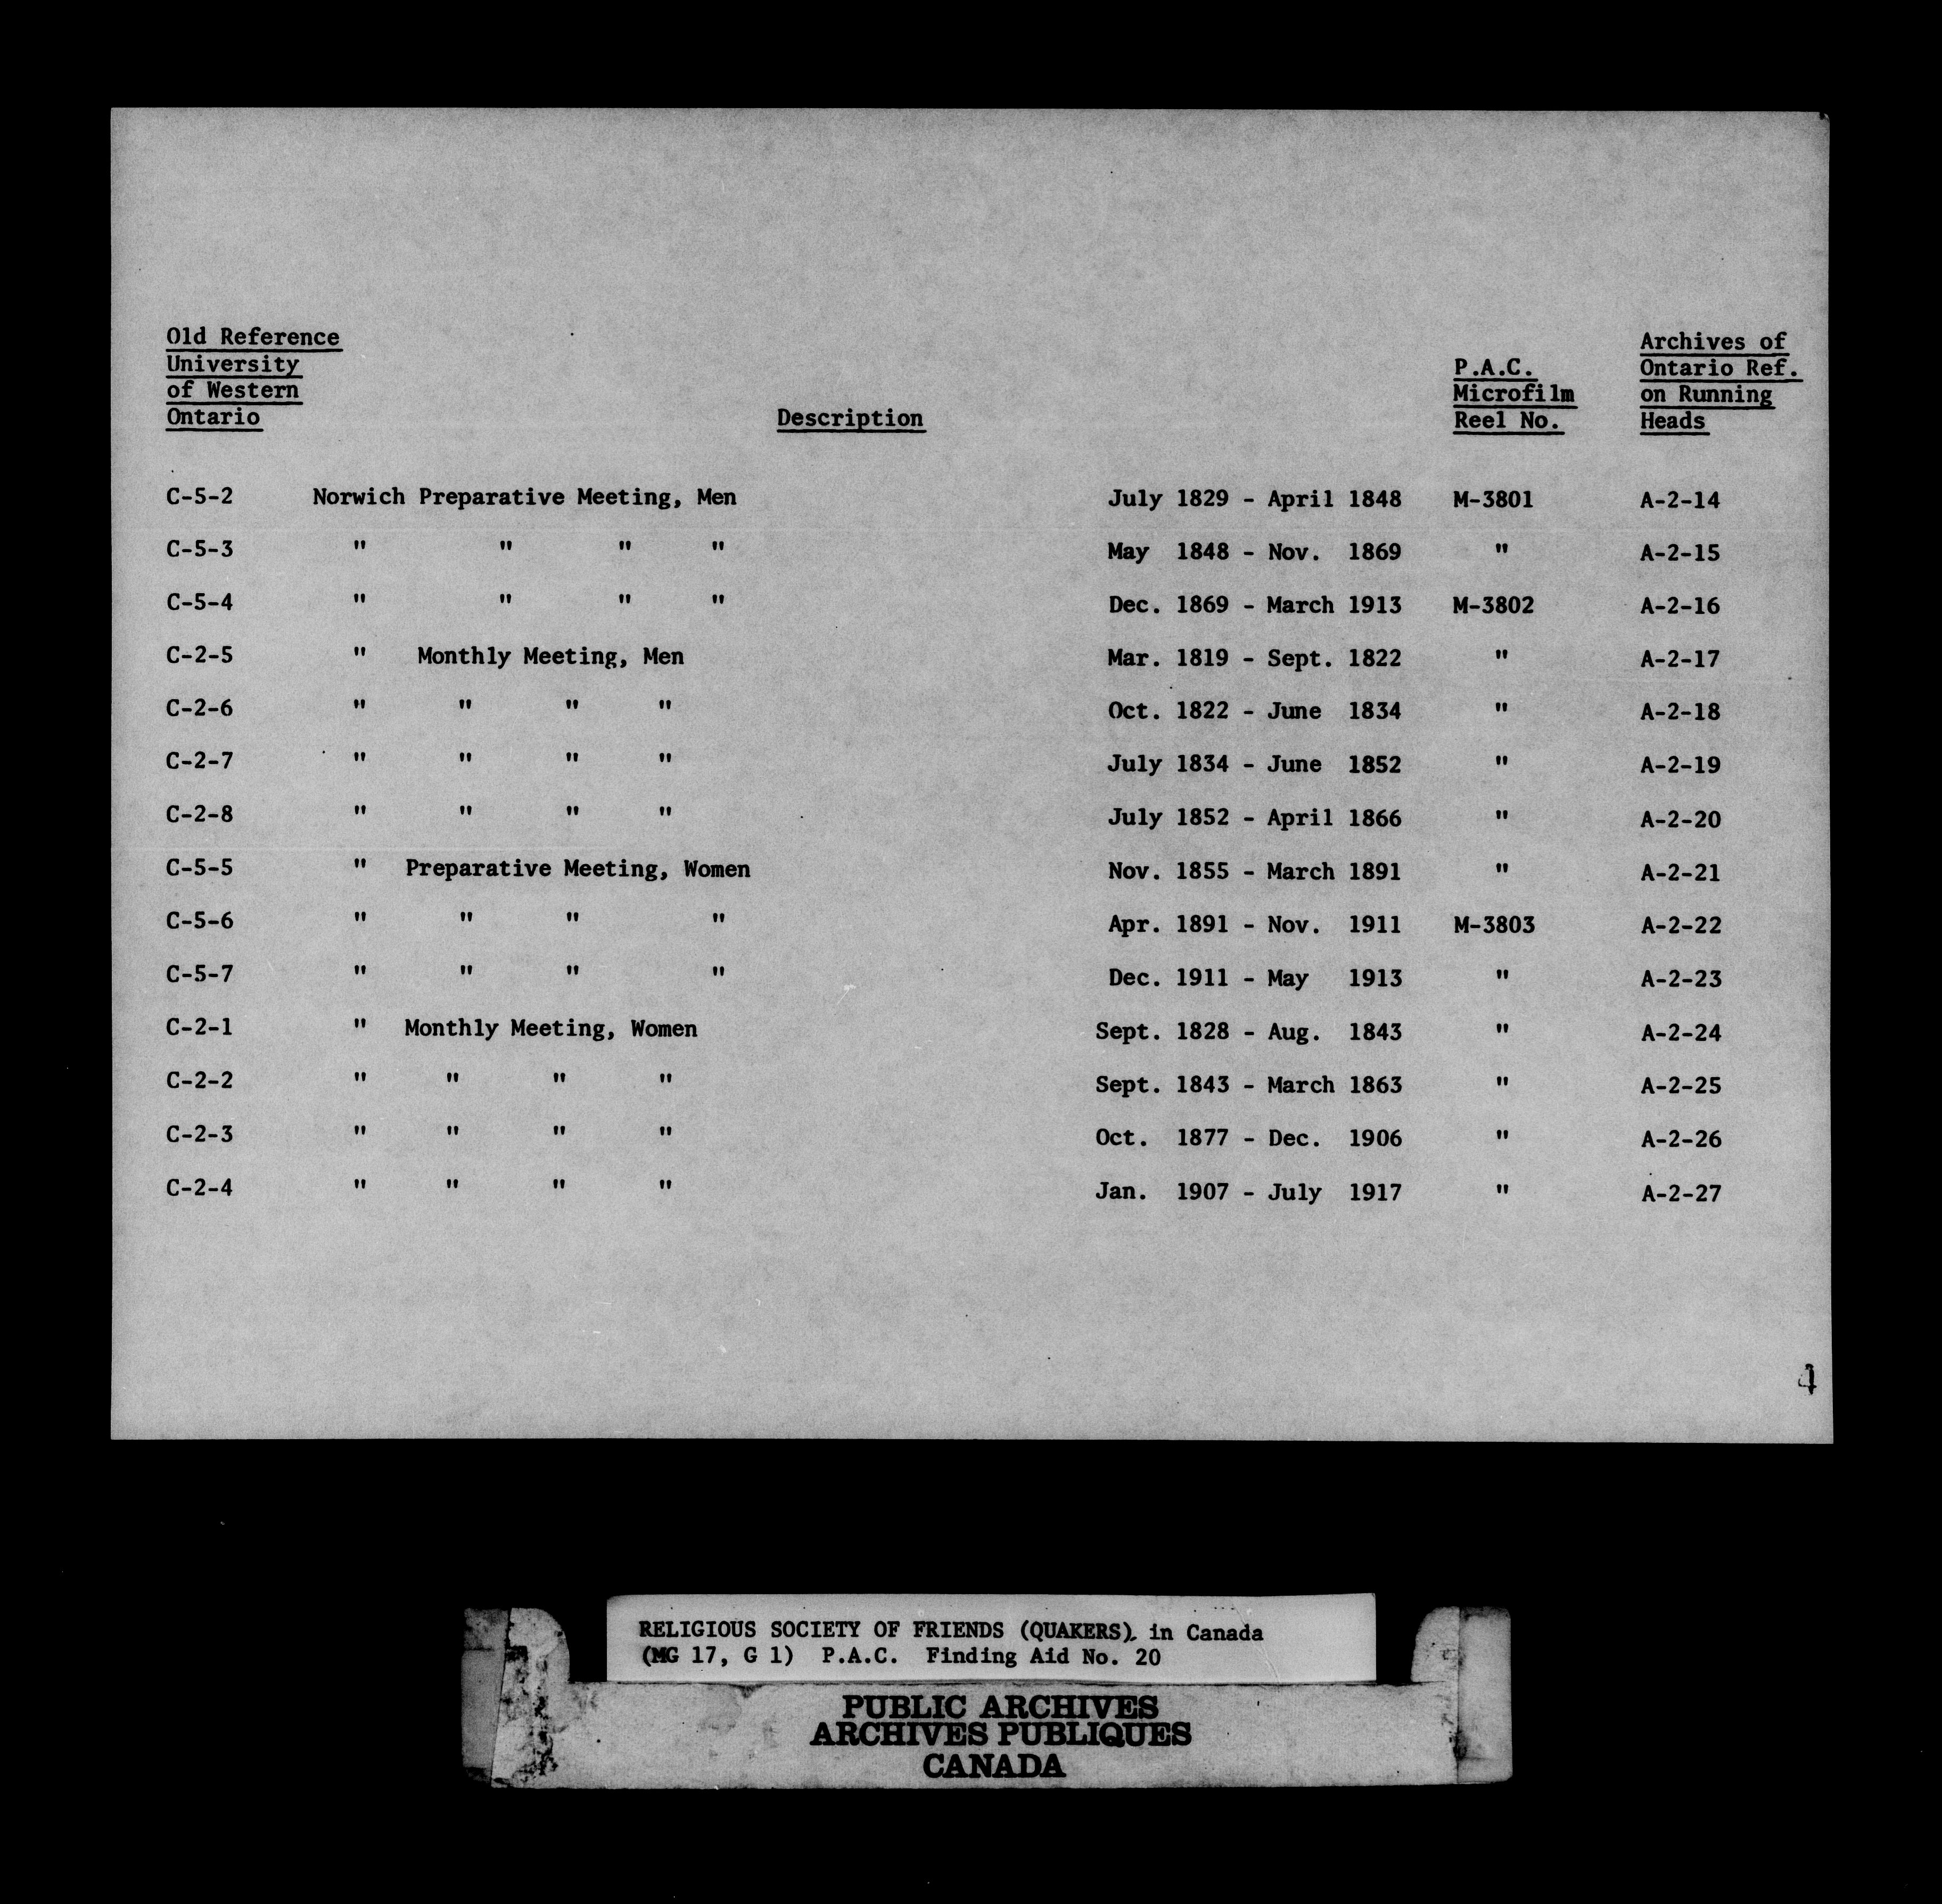 Old Reference
University
of Western
Ontario
Description
P.A.C.
Microfilm
Reel No.
Archives of
Ontario Ref.
on Running
Heads
C-5-2 Norwich Preparative Meeting, Men July 1829 - April 1848 M-3801 A-2-14
C-5-3 " " " " May 1848 - Nov. 1869 " A-2-15
C-5-4 " " " " Dec. 1869 - March 1913 M-3802 A-2-16
C-2-5 " Monthly Meeting, Men Mar. 1819 - Sept. 1822 " A-2-17
C-2-6 " " " " Oct. 1822 - June 1834 " A-2-18
C-2-7 " " " " July 1834 - June 1852 " A-2-19
C-2-8 " " " " July 1852 - April 1866 " A-2-20
C-5-5 " Preparative Meeting, Women Nov. 1855 - March 1891 " A-2-21
C-5-6 " " " " Apr. 1891 - Nov. 1911 M-3803 A-2-22
C-5-7 " " " " Dec. 1911 - May 1913 " A-2-23
C-2-1 " Monthly Meeting, Women Sept. 1828 - Aug. 1843 " A-2-24
C-2-2 " " " " Sept. 1843 - March 1863 " A-2-25
C-2-3 " " " " Oct. 1877 - Dec. 1906 " A-2-26
C-2-4 " " " " Jan. 1907 - July 1917 " A-2-27
4
RELIGIOUS SOCIETY OF FRIENDS (QUAKERS) in Canada
(MG 17, G 1) P.A.C. Finding Aid No. 20
PUBLIC ARCHIVES
ARCHIVES PUBLIQUES
CANADA